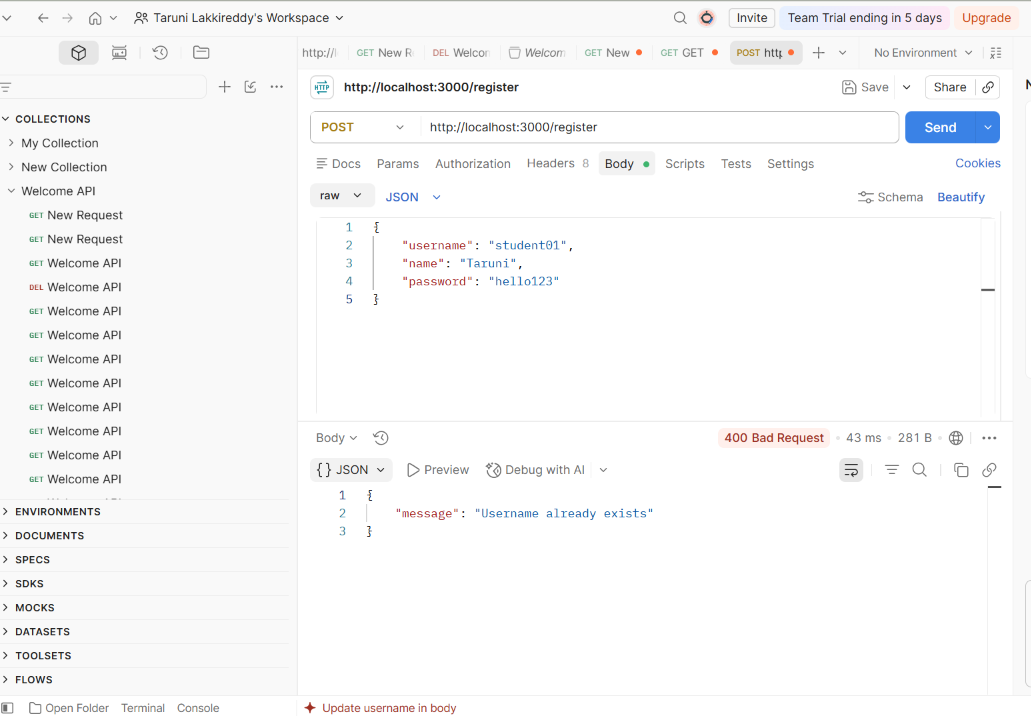 Taruni Lakkireddy's Workspace
Invite
Team Trial ending in 5 days
Upgrade
http://
GET New R
DEL Welcon
Welcom
GET New
GET GET
POST http
No Environment
HTTP
http://localhost:3000/register
Save
Share
POST
http://localhost:3000/register
Send
Docs
Params
Authorization
Headers 8
Body
Scripts
Tests
Settings
Cookies
raw
JSON
Schema
Beautify
1 {
2 "username": "student01",
3 "name": "Taruni",
4 "password": "hello123"
5 }
COLLECTIONS
My Collection
New Collection
Welcome API
GET New Request
GET New Request
GET Welcome API
DEL Welcome API
GET Welcome API
GET Welcome API
GET Welcome API
GET Welcome API
GET Welcome API
GET Welcome API
GET Welcome API
GET Welcome API
ENVIRONMENTS
DOCUMENTS
SPECS
SDKS
MOCKS
DATASETS
TOOLSETS
FLOWS
Body
400 Bad Request
43 ms
281 B
{} JSON
Preview
Debug with AI
1 {
2 "message": "Username already exists"
3 }
Open Folder
Terminal
Console
Update username in body